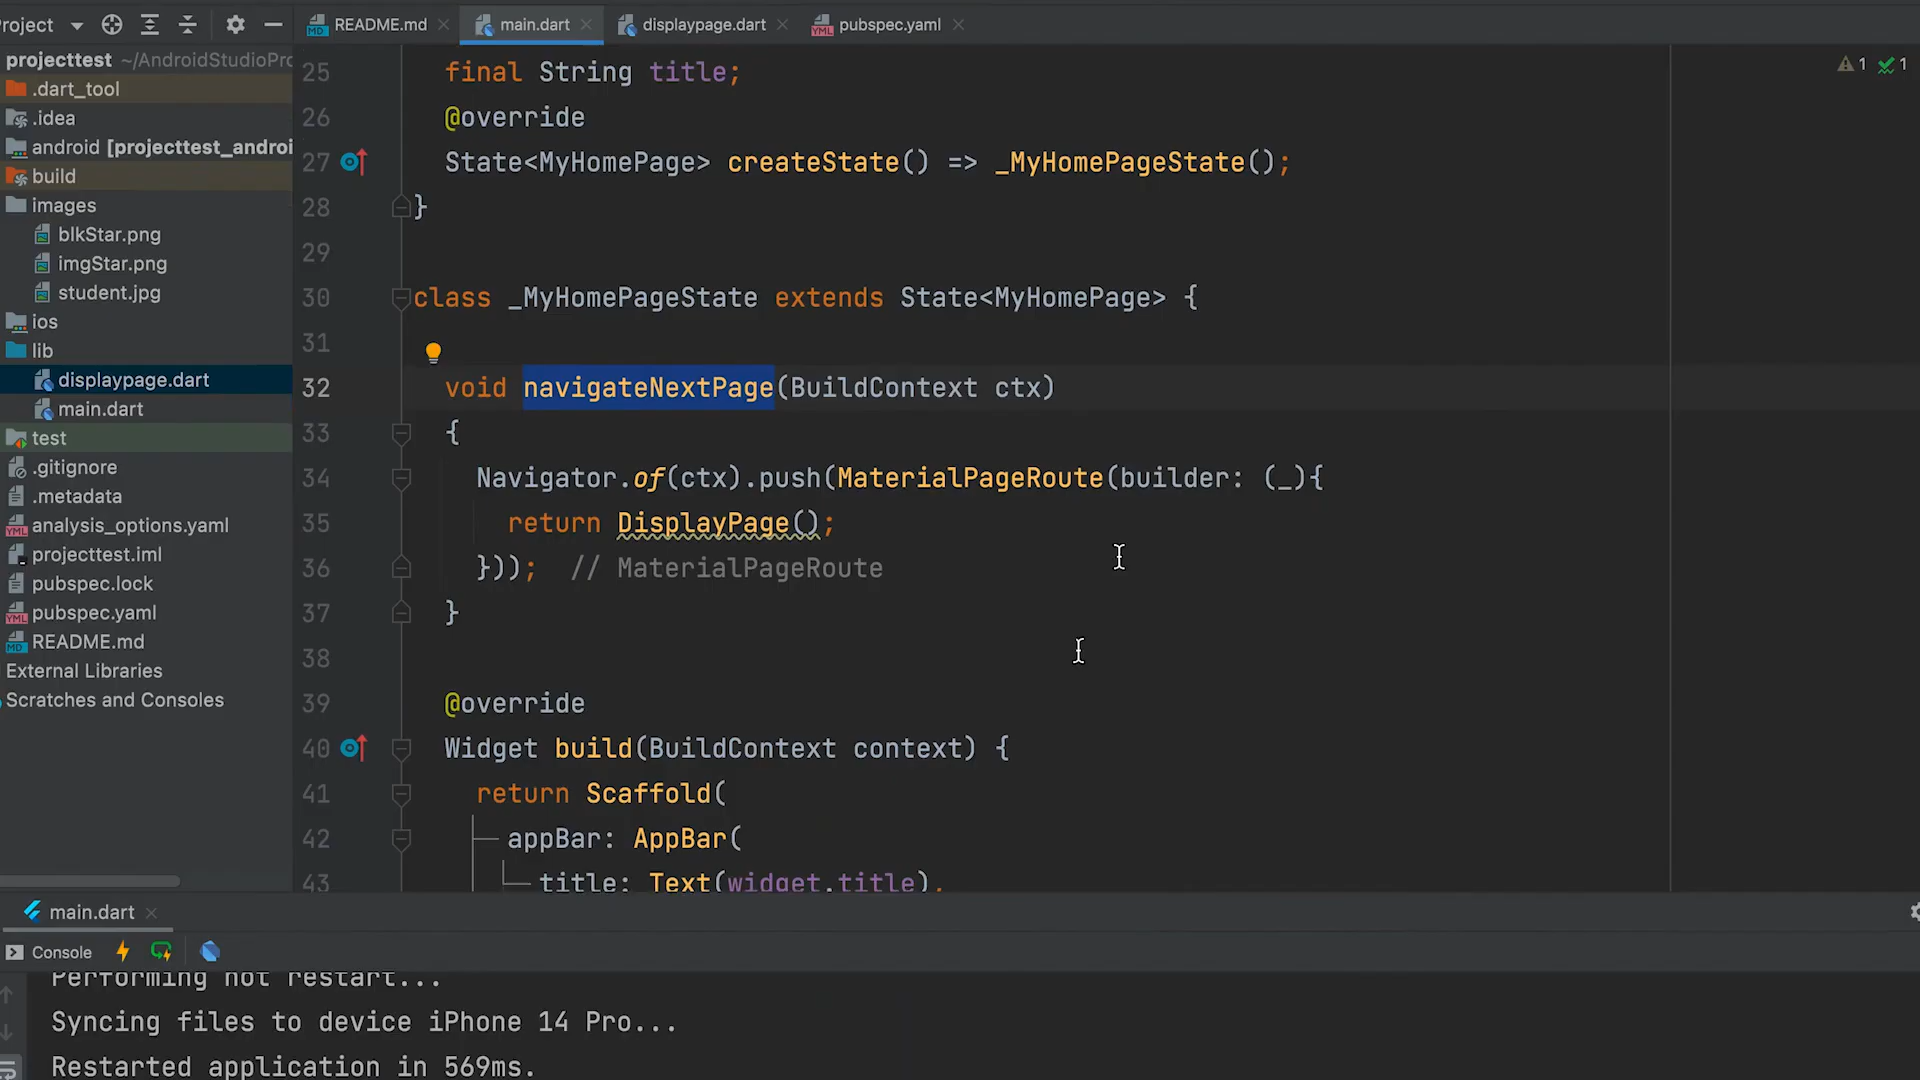 roject
README.md
main.dart
displaypage.dart
pubspec.yaml
projecttest ~/AndroidStudioPro
.dart_tool
.idea
android [projecttest_androi
build
images
blkStar.png
imgStar.png
student.jpg
ios
lib
displaypage.dart
main.dart
test
.gitignore
.metadata
analysis_options.yaml
projecttest.iml
pubspec.lock
pubspec.yaml
README.md
External Libraries
Scratches and Consoles
1 1
25 final String title;
26 @override
27 State<MyHomePage> createState() => _MyHomePageState();
28 }
29
30 class _MyHomePageState extends State<MyHomePage> {
31
32 void navigateNextPage(BuildContext ctx)
33 {
34 Navigator.of(ctx).push(MaterialPageRoute(builder: (_){
35 return DisplayPage();
36 })); // MaterialPageRoute
37 }
38
39 @override
40 Widget build(BuildContext context) {
41 return Scaffold(
42 appBar: AppBar(
43 title: Text(widget.title),
main.dart
Console
Performing hot restart...
Syncing files to device iPhone 14 Pro...
Restarted application in 569ms.